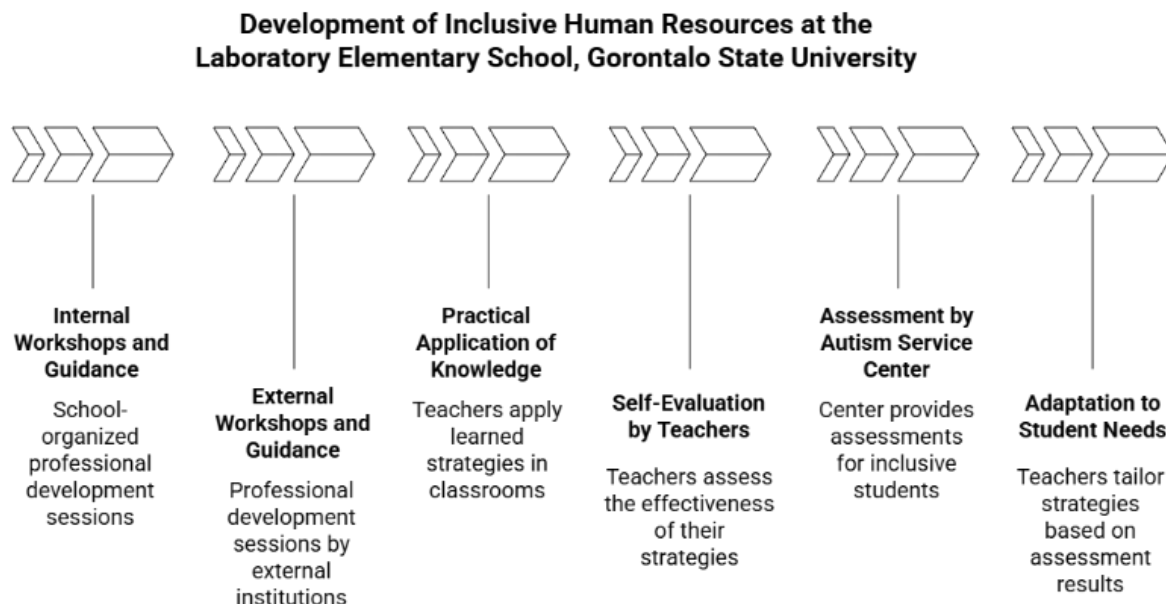 Development of Inclusive Human Resources at the
Laboratory Elementary School, Gorontalo State University
Internal
Workshops and
Guidance
School-
organized
professional
development
sessions
External
Workshops and
Guidance
Professional
development
sessions by
external
institutions
Practical
Application of
Knowledge
Teachers apply
learned
strategies in
classrooms
Self-Evaluation
by Teachers
Teachers assess
the effectiveness
of their
strategies
Assessment by
Autism Service
Center
Center provides
assessments
for inclusive
students
Adaptation to
Student Needs
Teachers tailor
strategies
based on
assessment
results